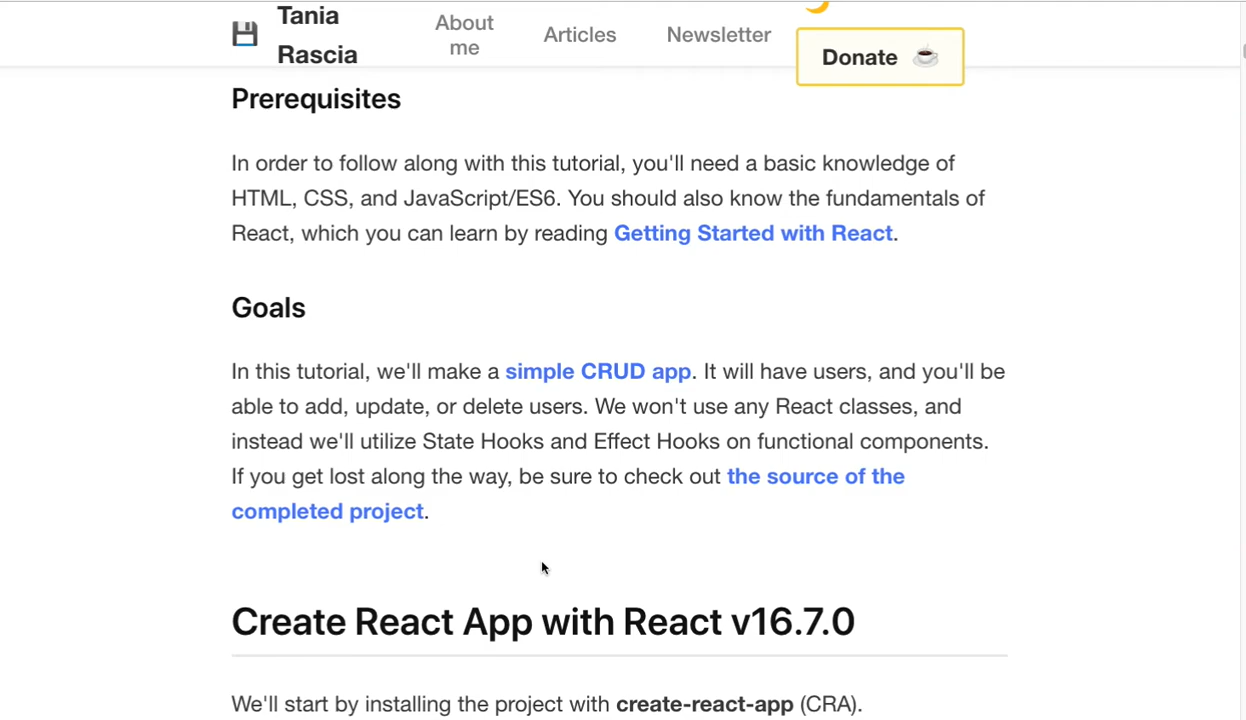 Tania
Rascia
About
me
Articles
Newsletter
Donate
Prerequisites
In order to follow along with this tutorial, you'll need a basic knowledge of
HTML, CSS, and JavaScript/ES6. You should also know the fundamentals of
React, which you can learn by reading Getting Started with React.
Goals
In this tutorial, we'll make a simple CRUD app. It will have users, and you'll be
able to add, update, or delete users. We won't use any React classes, and
instead we'll utilize State Hooks and Effect Hooks on functional components.
If you get lost along the way, be sure to check out the source of the
completed project.
Create React App with React v16.7.0
We'll start by installing the project with create-react-app (CRA).